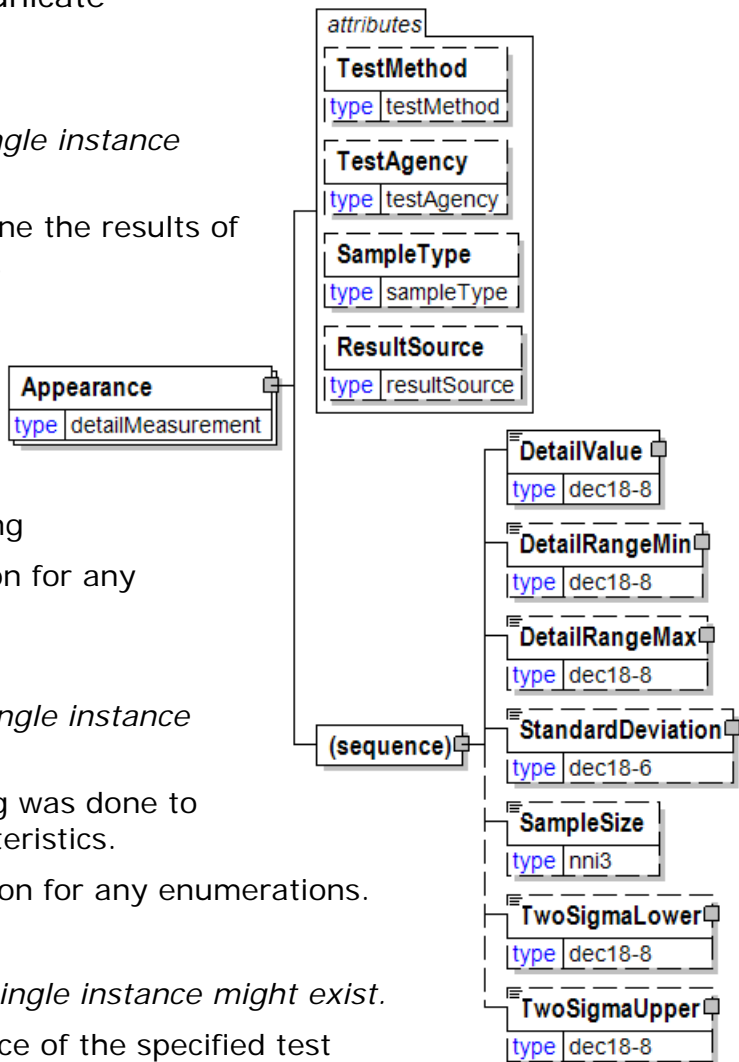 unicate
attributes
TestMethod
type testMethod
ngle instance
TestAgency
type testAgency
ne the results of
SampleType
type sampleType
ResultSource
type resultSource
Appearance
type detailMeasurement
DetailValue
type dec18-8
ng
DetailRangeMin
on for any
type dec18-8
DetailRangeMax
type dec18-8
ngle instance
StandardDeviation
(sequence)
type dec18-6
g was done to
SampleSize
teristics.
type nni3
on for any enumerations.
TwoSigmaLower
type dec18-8
ingle instance might exist.
TwoSigmaUpper
ce of the specified test
type dec18-8